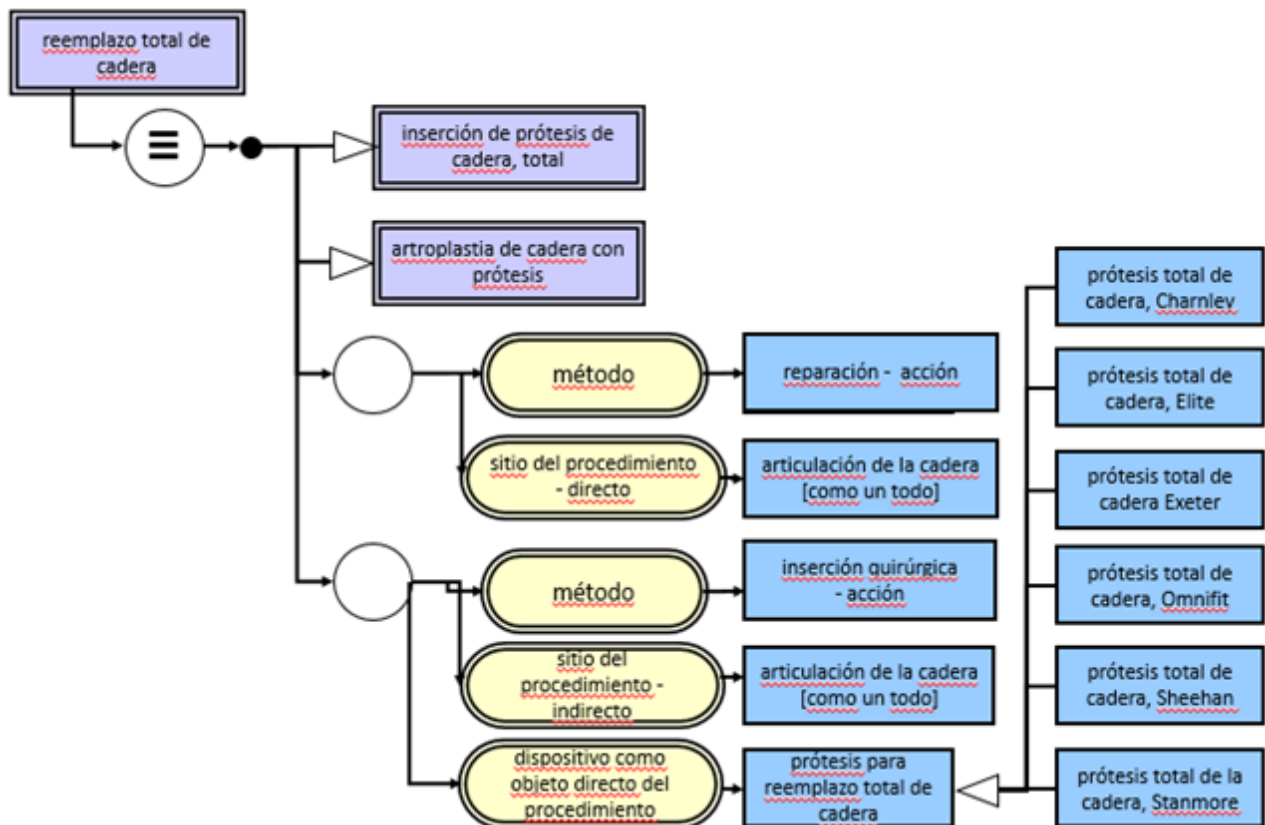 reemplazo total de
cadera
inserción de prótesis de
cadera, total
artroplastia de cadera con
prótesis
método
reparación - acción
sitio del procedimiento
- directo
articulación de la cadera
[como un todo]
método
inserción quirúrgica
- acción
sitio del
procedimiento -
indirecto
articulación de la cadera
[como un todo]
dispositivo como
objeto directo del
procedimiento
prótesis para
reemplazo total de
cadera
prótesis total de
cadera, Charnley
prótesis total de
cadera, Elite
prótesis total de
cadera Exeter
prótesis total de
cadera, Omnifit
prótesis total de
cadera, Sheehan
prótesis total de la
cadera, Stanmore